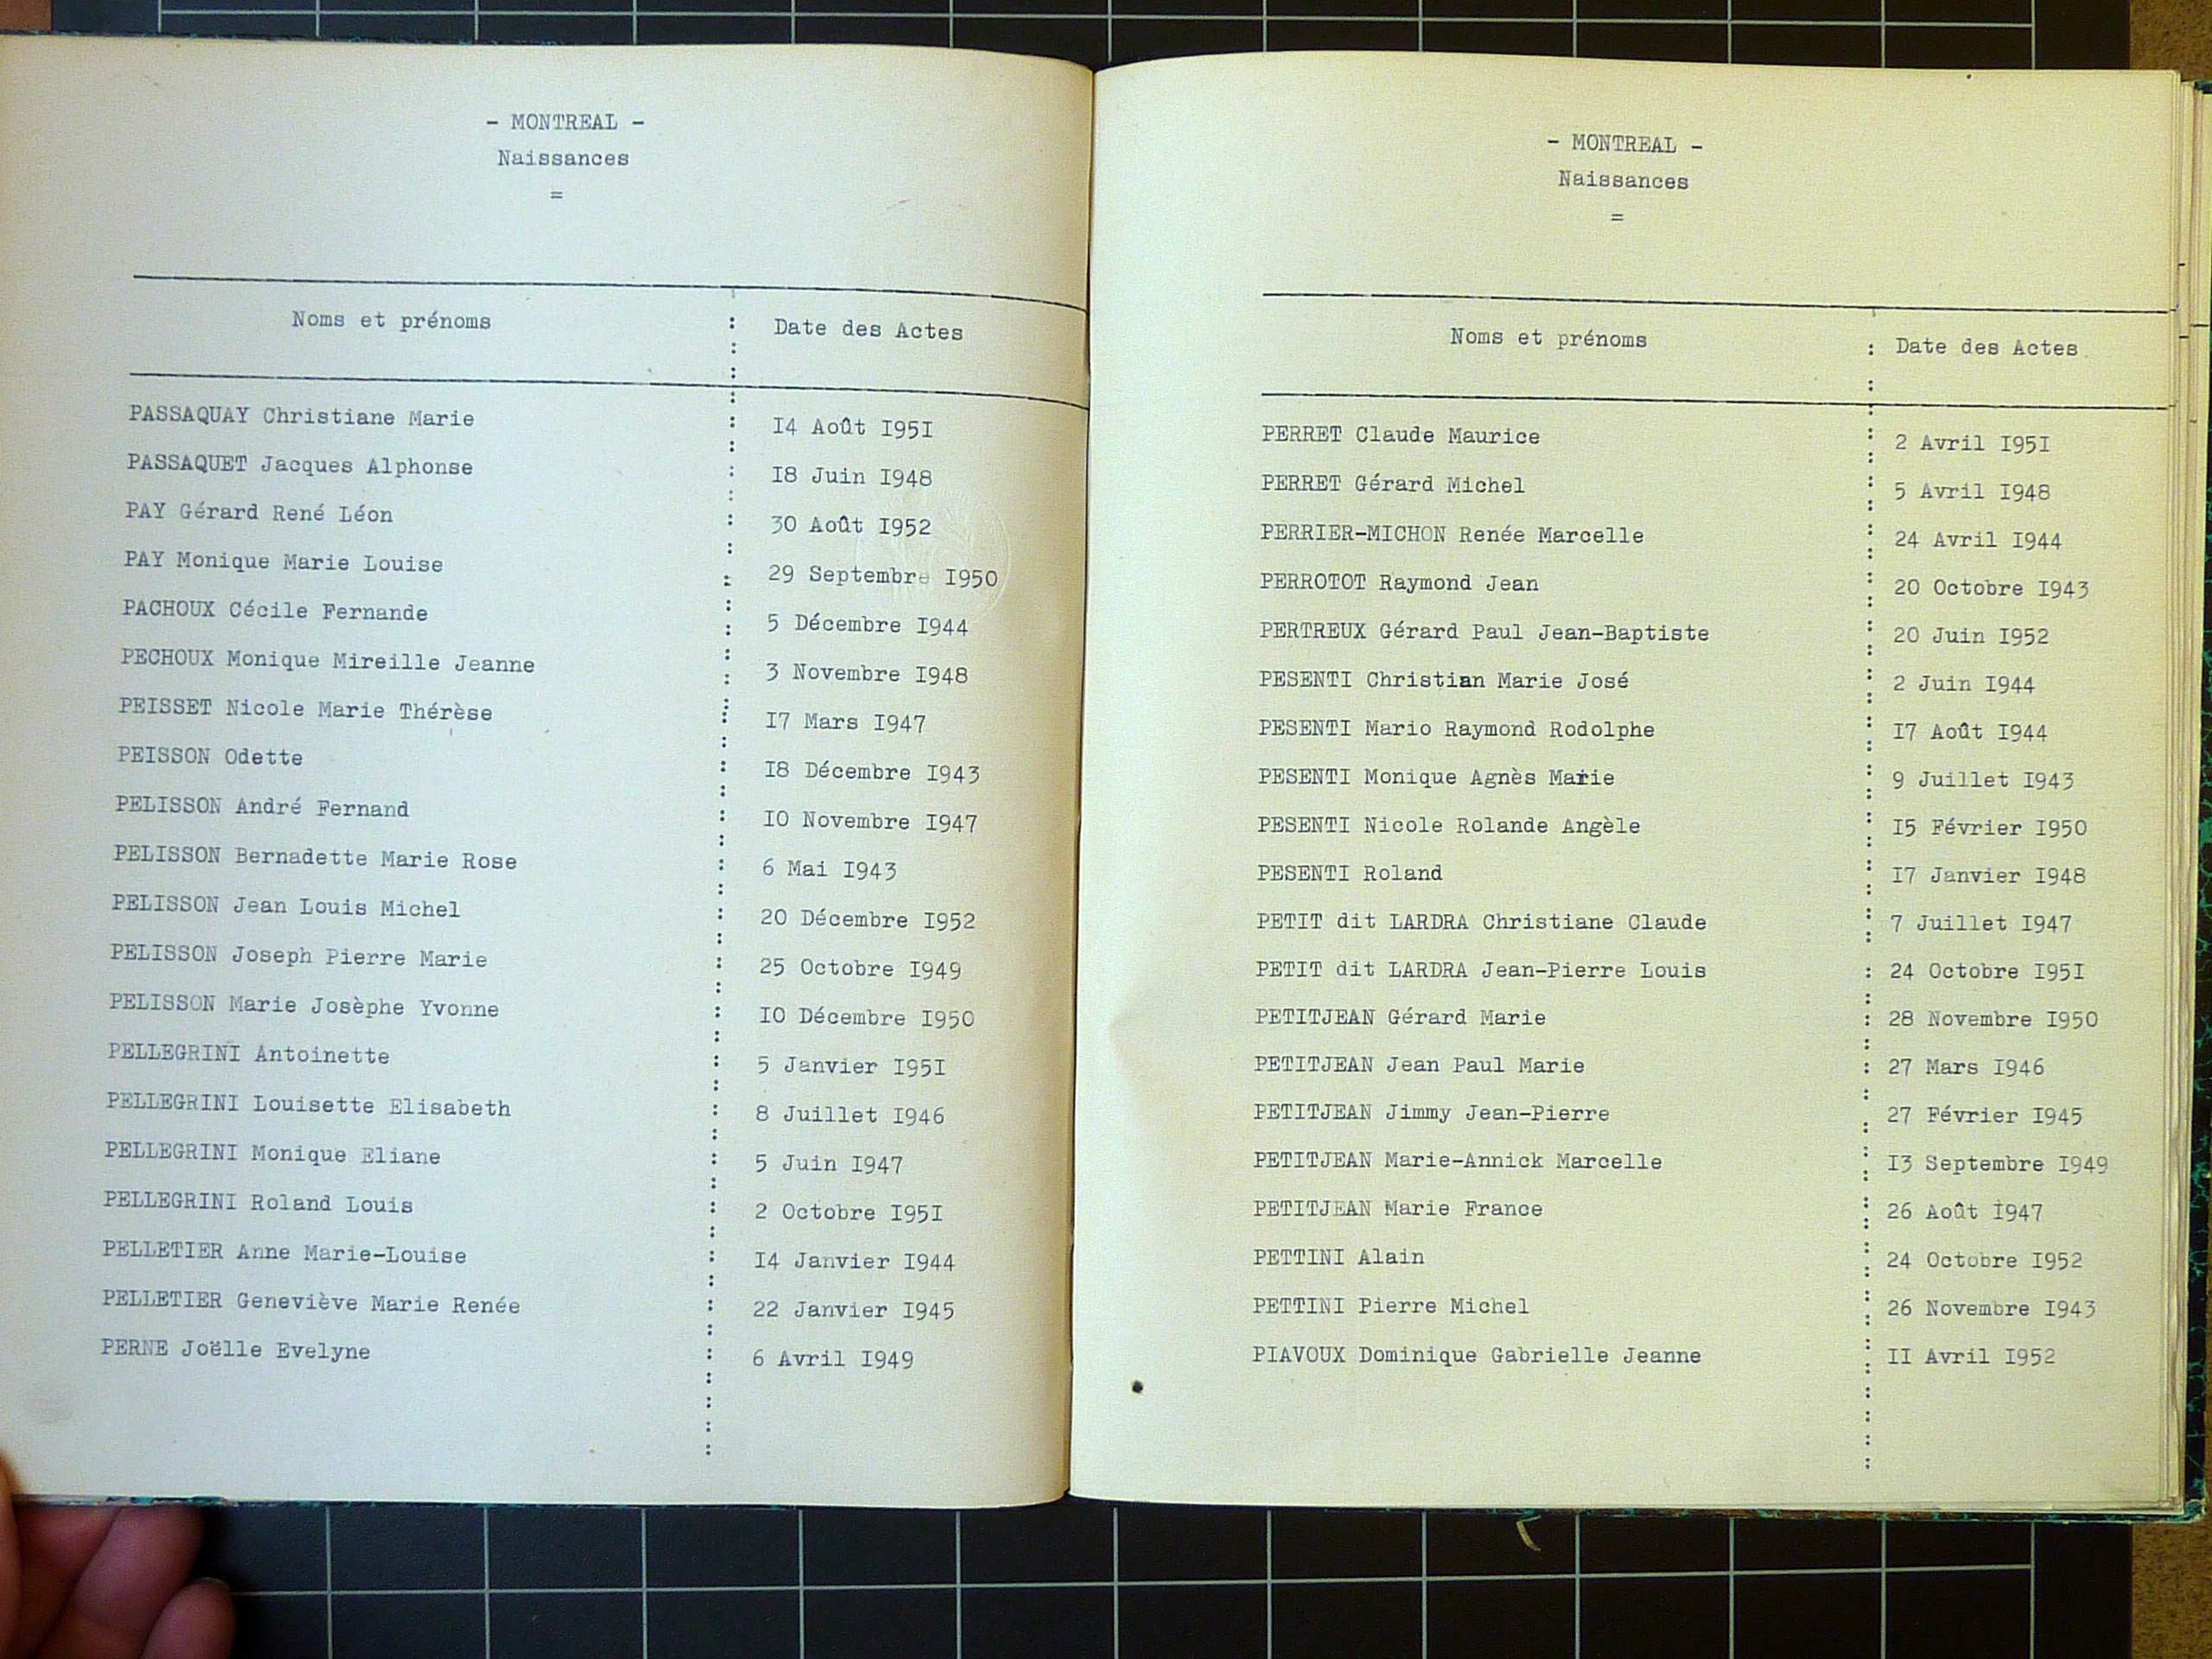 - MONTREAL -
Naissances
=
Noms et prénoms : Date des Actes
PASSAQUAY Christiane Marie : I4 Août I95I
PASSAQUET Jacques Alphonse : I8 Juin I948
PAY Gérard René Léon : 30 Août I952
PAY Monique Marie Louise : 29 Septembre I950
PACHOUX Cécile Fernande : 5 Décembre I944
PECHOUX Monique Mireille Jeanne : 3 Novembre I948
PEISSET Nicole Marie Thérèse : I7 Mars I947
PEISSON Odette : I8 Décembre I943
PELISSON André Fernand : I0 Novembre I947
PELISSON Bernadette Marie Rose : 6 Mai I943
PELISSON Jean Louis Michel : 20 Décembre I952
PELISSON Joseph Pierre Marie : 25 Octobre I949
PELISSON Marie Josèphe Yvonne : I0 Décembre I950
PELLEGRINI Antoinette : 5 Janvier I95I
PELLEGRINI Louisette Elisabeth : 8 Juillet I946
PELLEGRINI Monique Eliane : 5 Juin I947
PELLEGRINI Roland Louis : 2 Octobre I95I
PELLETIER Anne Marie-Louise : I4 Janvier I944
PELLETIER Geneviève Marie Renée : 22 Janvier I945
PERNE Joëlle Evelyne : 6 Avril I949
- MONTREAL -
Naissances
=
Noms et prénoms : Date des Actes
PERRET Claude Maurice : 2 Avril I95I
PERRET Gérard Michel : 5 Avril I948
PERRIER-MICHON Renée Marcelle : 24 Avril I944
PERROTOT Raymond Jean : 20 Octobre I943
PERTREUX Gérard Paul Jean-Baptiste : 20 Juin I952
PESENTI Christian Marie José : 2 Juin I944
PESENTI Mario Raymond Rodolphe : I7 Août I944
PESENTI Monique Agnès Marie : 9 Juillet I943
PESENTI Nicole Rolande Angèle : I5 Février I950
PESENTI Roland : I7 Janvier I948
PETIT dit LARDRA Christiane Claude : 7 Juillet I947
PETIT dit LARDRA Jean-Pierre Louis : 24 Octobre I95I
PETITJEAN Gérard Marie : 28 Novembre I950
PETITJEAN Jean Paul Marie : 27 Mars I946
PETITJEAN Jimmy Jean-Pierre : 27 Février I945
PETITJEAN Marie-Annick Marcelle : I3 Septembre I949
PETITJEAN Marie France : 26 Août I947
PETTINI Alain : 24 Octobre I952
PETTINI Pierre Michel : 26 Novembre I943
PIAVOUX Dominique Gabrielle Jeanne : II Avril I952